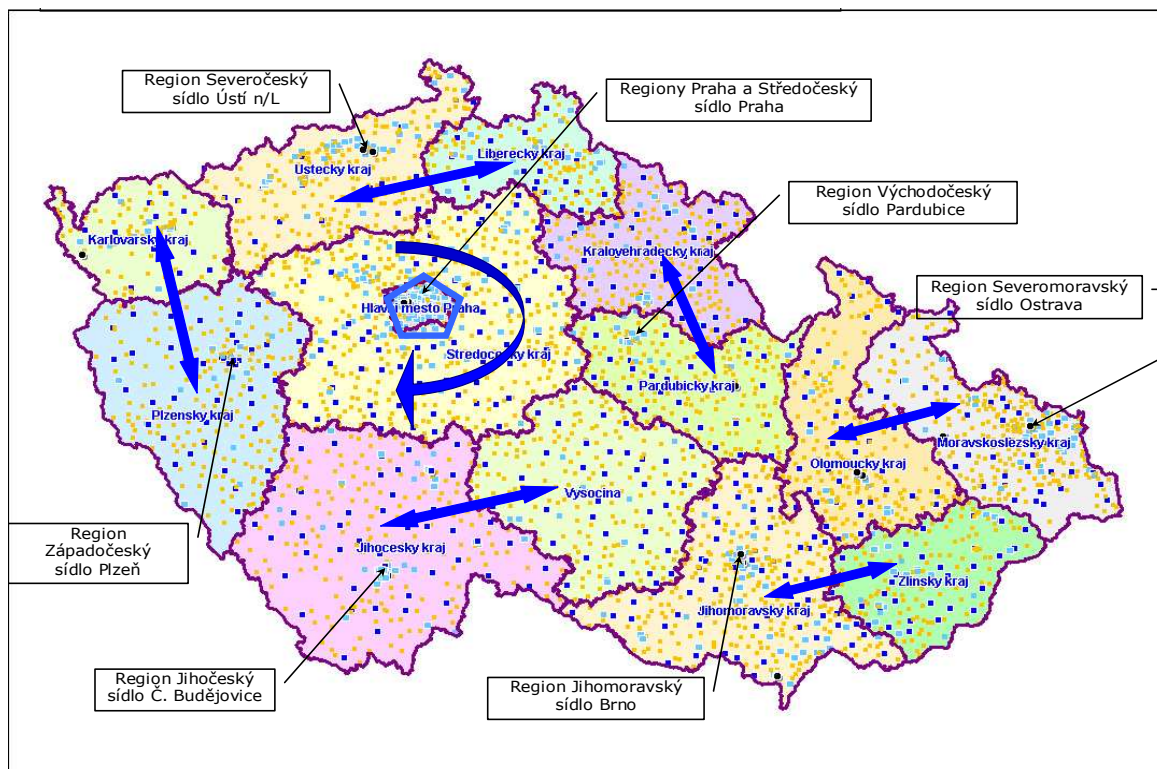 Region Severočeský
sídlo Ústí n/L
Regiony Praha a Středočeský
sídlo Praha
Region Východočeský
sídlo Pardubice
Region Severomoravský
sídlo Ostrava
Region
Západočeský
sídlo Plzeň
Region Jihočeský
sídlo Č. Budějovice
Region Jihomoravský
sídlo Brno
Ustecky kraj
Liberecky kraj
Karlovarsky kraj
Kralovehradecky kraj
Hlavni mesto Praha
Stredocesky kraj
Pardubicky kraj
Plzensky kraj
Moravskoslezsky kraj
Olomoucky kraj
Vysocina
Jihocesky kraj
Zlinsky kraj
Jihomoravsky kraj